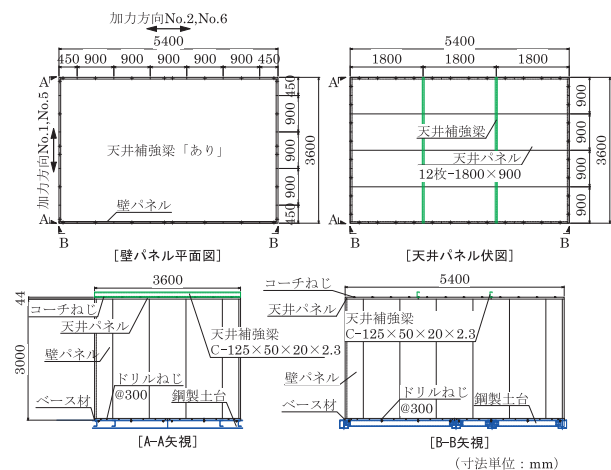 加力方向No.2,No.6
5400
450 900 900 900 900 900 450
A
A
加力方向No.1,No.5
天井補強梁「あり」
壁パネル
450
900
900
900
450
3600
B
B
[壁パネル平面図]
5400
1800 1800 1800
A
A
天井補強梁
天井パネル
12枚-1800×900
900
900
900
900
3600
B
B
[天井パネル伏図]
3600
44
3000
コーチねじ
天井パネル
壁パネル
天井補強梁
C-125×50×20×2.3
ドリルねじ
@300
ベース材
鋼製土台
[A-A矢視]
5400
コーチねじ
天井パネル
天井補強梁
C-125×50×20×2.3
壁パネル
ドリルねじ
@300
ベース材
鋼製土台
[B-B矢視]
(寸法単位：mm)